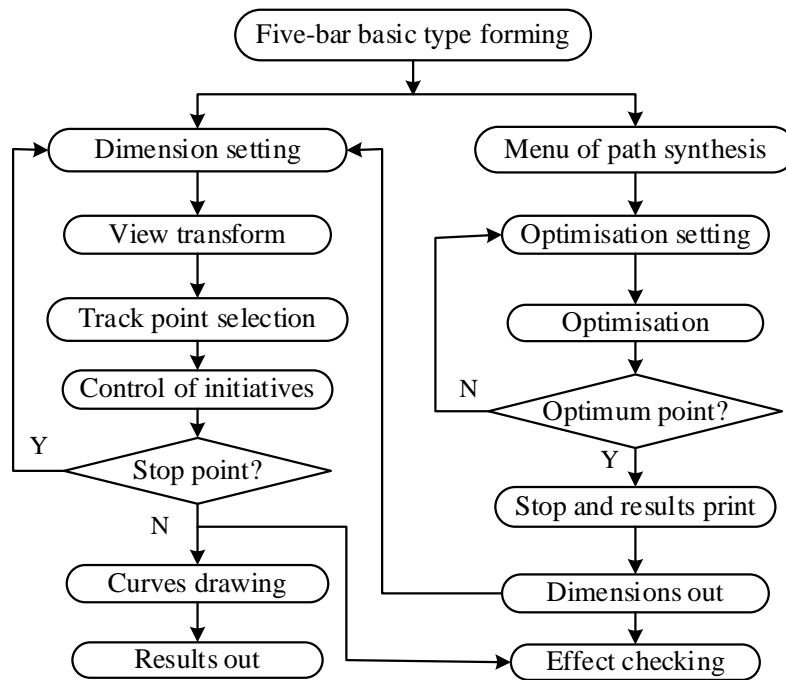 Five-bar basic type forming
Dimension setting
View transform
Track point selection
Control of initiatives
Y
Stop point?
N
Curves drawing
Results out
Menu of path synthesis
Optimisation setting
Optimisation
N
Optimum point?
Y
Stop and results print
Dimensions out
Effect checking